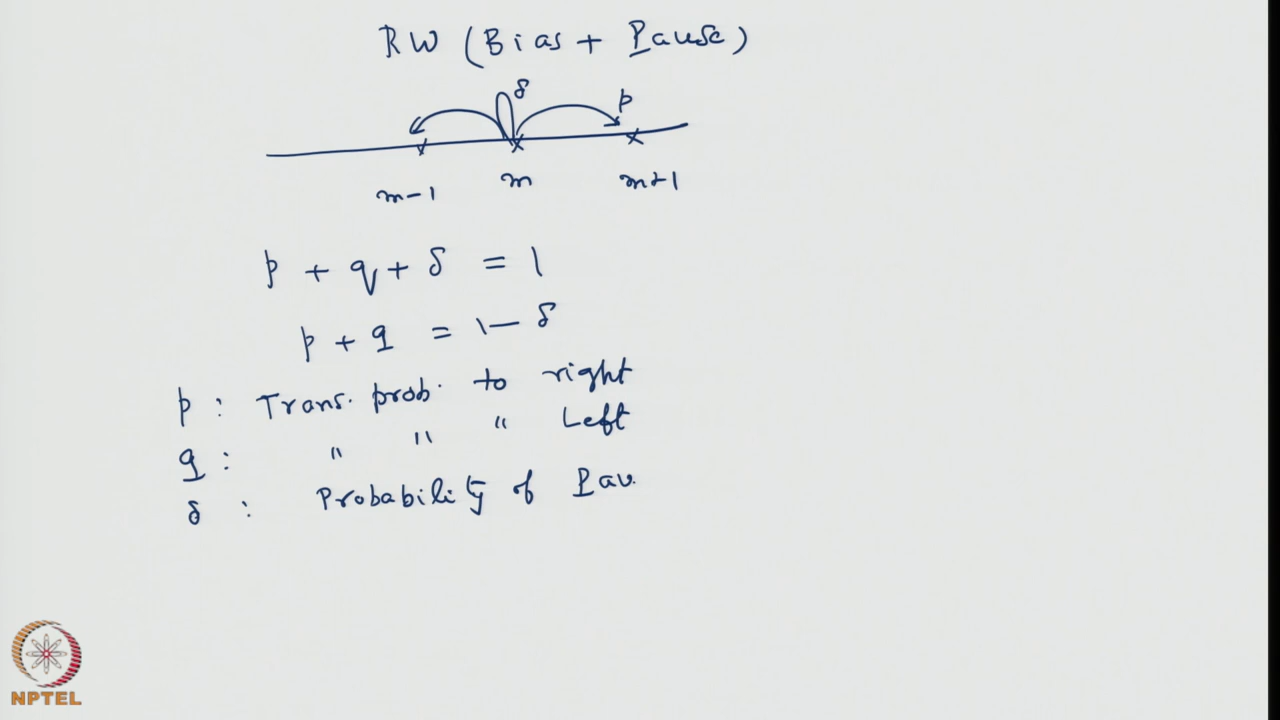 RW (Bias + Pause)
δ p
m-1 m m+1
p + q + δ = 1
p + q = 1 - δ
p : Trans. prob. to right
q : " " " Left
δ : Probability of Pau
NPTEL